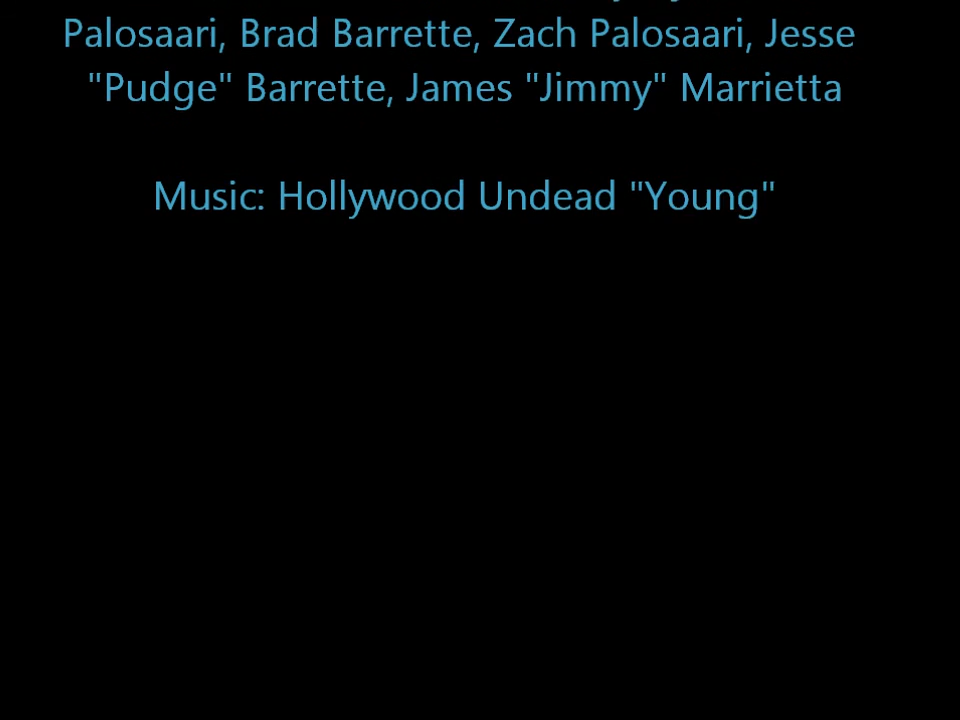 Palosaari, Brad Barrette, Zach Palosaari, Jesse
"Pudge" Barrette, James "Jimmy" Marrietta
Music: Hollywood Undead "Young"